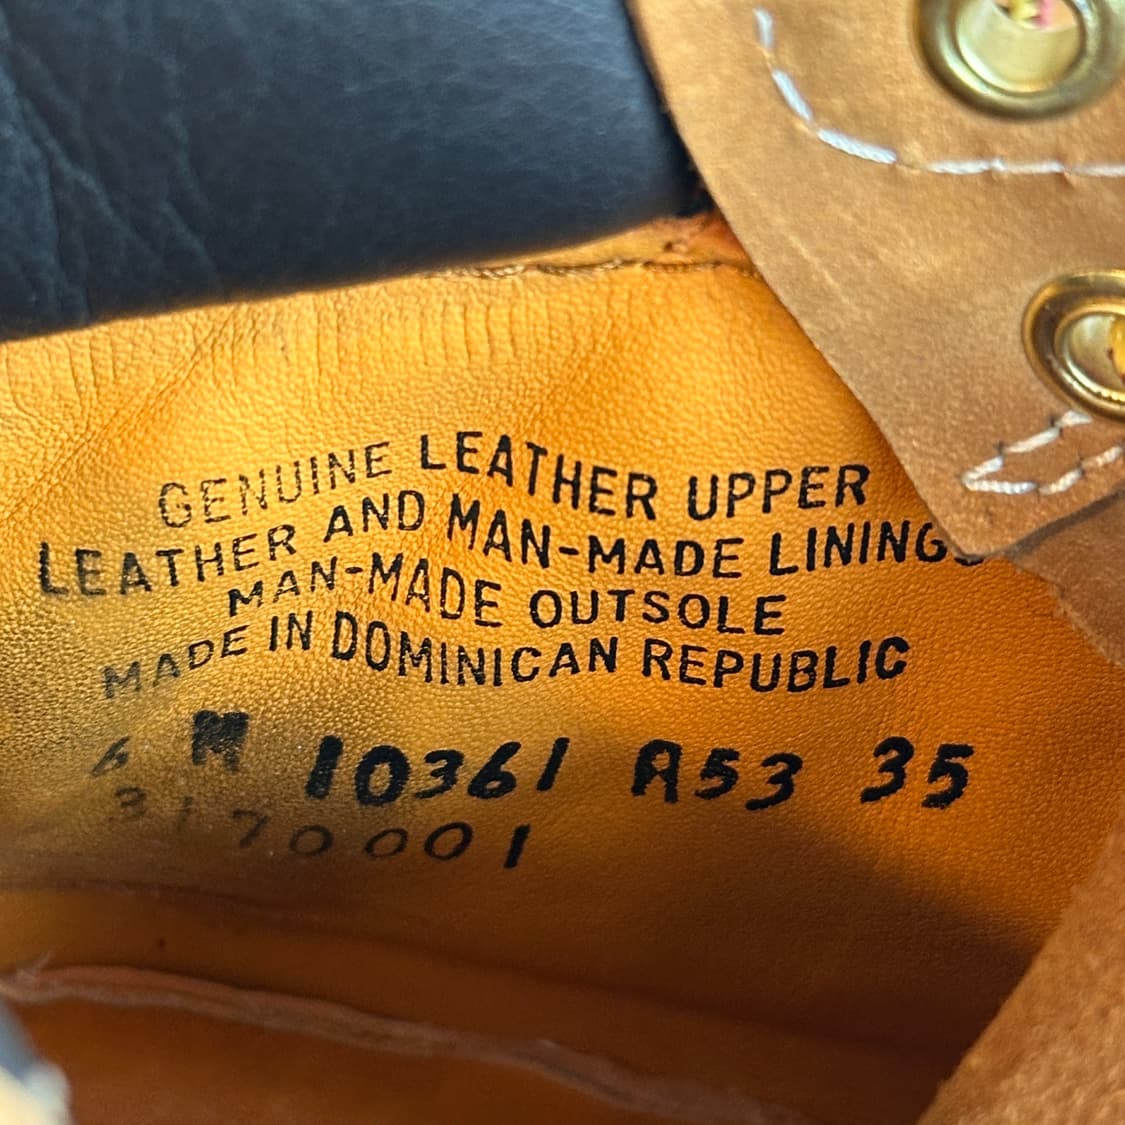 GENUINE LEATHER UPPER
LEATHER AND MAN-MADE LININGS
MAN-MADE OUTSOLE
MADE IN DOMINICAN REPUBLIC
6 M 10361 A53 35
3170001